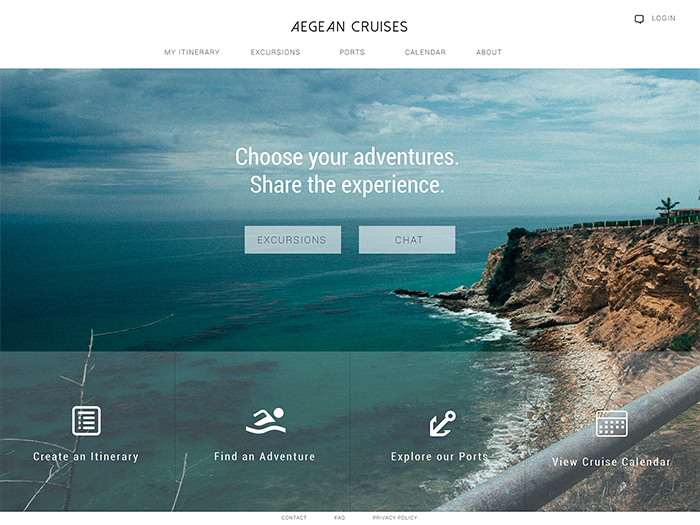 AEGEAN CRUISES
LOGIN
MY ITINERARY EXCURSIONS PORTS CALENDAR ABOUT
Choose your adventures.
Share the experience.
EXCURSIONS CHAT
Create an Itinerary Find an Adventure Explore our Ports View Cruise Calendar
CONTACT FAQ PRIVACY POLICY